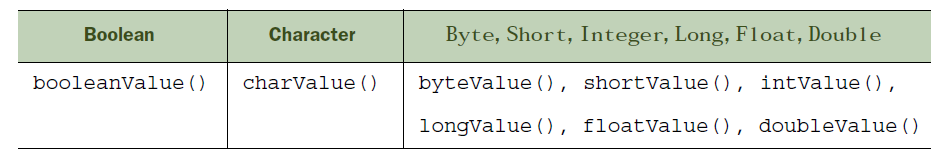 Boolean Character Byte, Short, Integer, Long, Float, Double
booleanValue() charValue() byteValue(), shortValue(), intValue(),
longValue(), floatValue(), doubleValue()